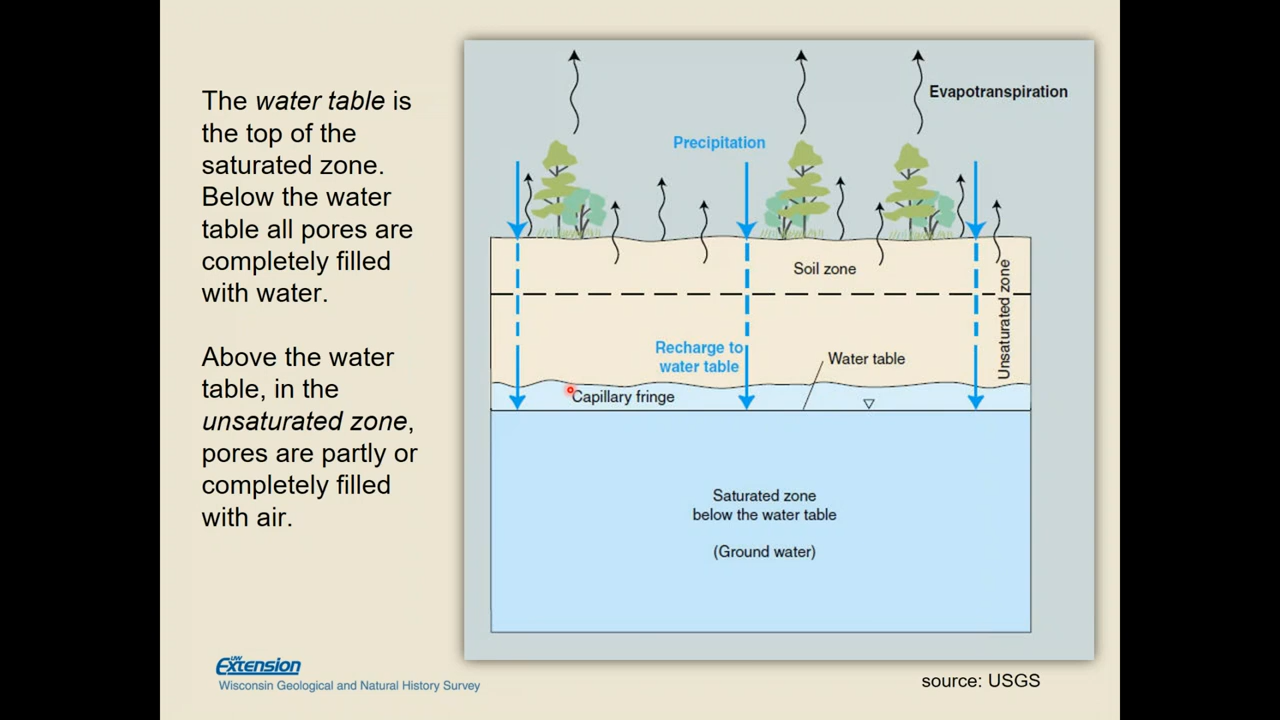 The water table is
the top of the
saturated zone.
Below the water
table all pores are
completely filled
with water.
Above the water
table, in the
unsaturated zone,
pores are partly or
completely filled
with air.
Evapotranspiration
Precipitation
Soil zone
Unsaturated zone
Recharge to
water table
Water table
Capillary fringe
Saturated zone
below the water table
(Ground water)
UW
Extension
Wisconsin Geological and Natural History Survey
source: USGS